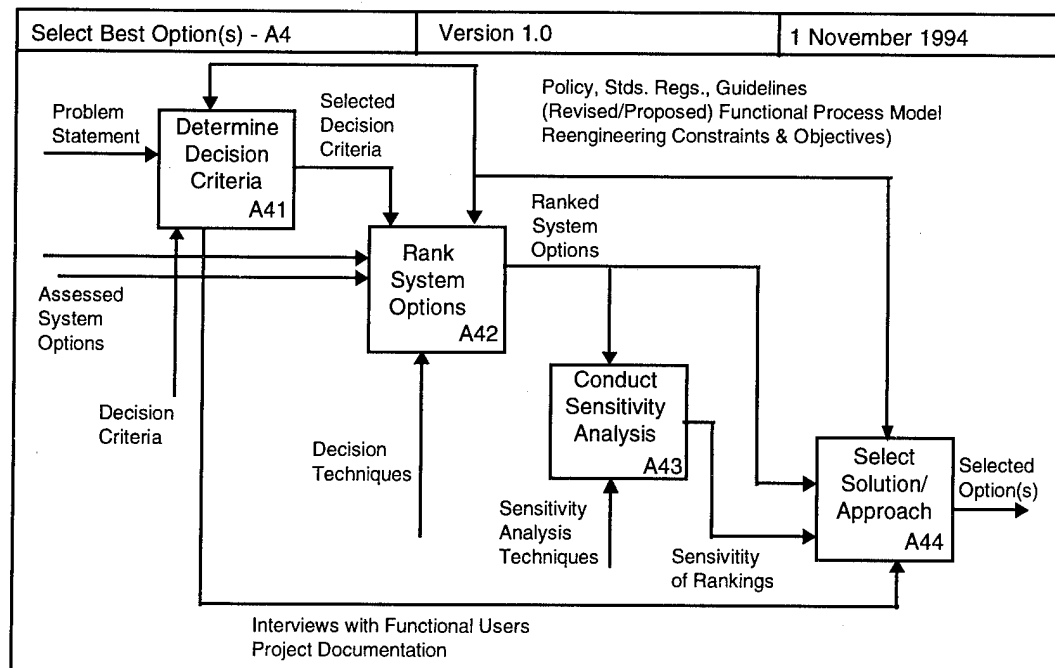 Select Best Option(s) - A4
Version 1.0
1 November 1994
Policy, Stds. Regs., Guidelines
(Revised/Proposed) Functional Process Model
Reengineering Constraints & Objectives)
Problem
Statement
Determine
Decision
Criteria
A41
Selected
Decision
Criteria
Ranked
System
Options
Rank
System
Options
A42
Assessed
System
Options
Decision
Criteria
Decision
Techniques
Conduct
Sensitivity
Analysis
A43
Sensitivity
Analysis
Techniques
Sensivitity
of Rankings
Select
Solution/
Approach
A44
Selected
Option(s)
Interviews with Functional Users
Project Documentation